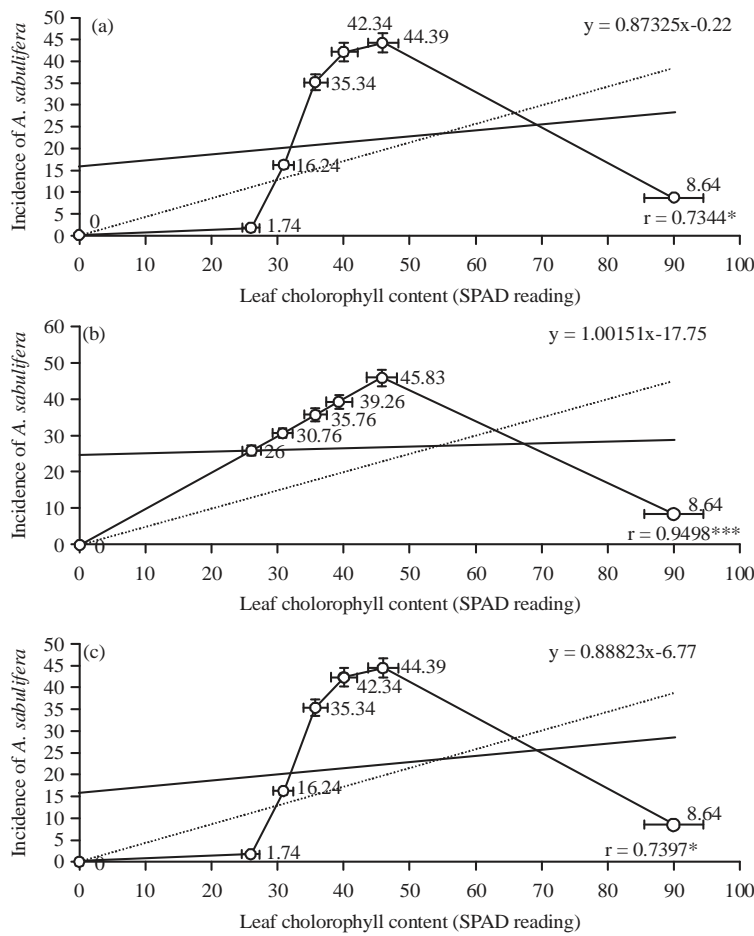 (a)
y = 0.87325x-0.22
Incidence of A. sabulifera
50
45
40
35
30
25
20
15
10
5
0
0
1.74
16.24
35.34
42.34
44.39
8.64
r = 0.7344*
0 10 20 30 40 50 60 70 80 90 100
Leaf cholorophyll content (SPAD reading)
(b)
y = 1.00151x-17.75
Incidence of A. sabulifera
60
50
40
30
20
10
0
0
26
30.76
35.76
39.26
45.83
8.64
r = 0.9498***
0 10 20 30 40 50 60 70 80 90 100
Leaf cholorophyll content (SPAD reading)
(c)
y = 0.88823x-6.77
Incidence of A. sabulifera
50
45
40
35
30
25
20
15
10
5
0
0
1.74
16.24
35.34
42.34
44.39
8.64
r = 0.7397*
0 10 20 30 40 50 60 70 80 90 100
Leaf cholorophyll content (SPAD reading)